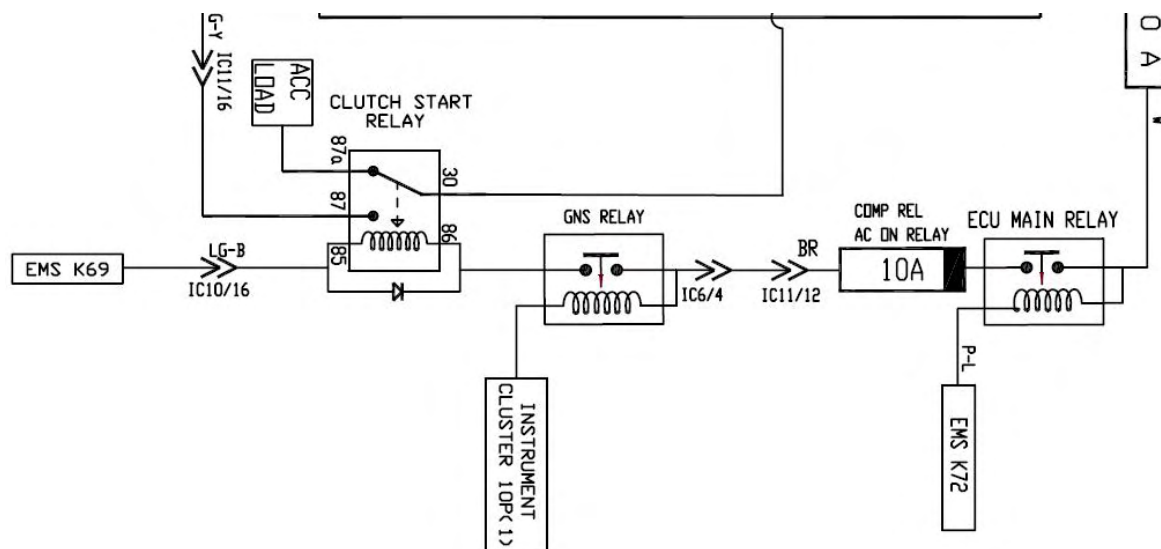 G-Y
IC11/16
ACC
LOAD
CLUTCH START
RELAY
87a
30
87
86
85
EMS K69
LG-B
IC10/16
GNS RELAY
INSTRUMENT
CLUSTER 10P(1)
IC6/4
IC11/12
BR
COMP REL
AC ON RELAY
10A
ECU MAIN RELAY
P-L
EMS K72
0 A